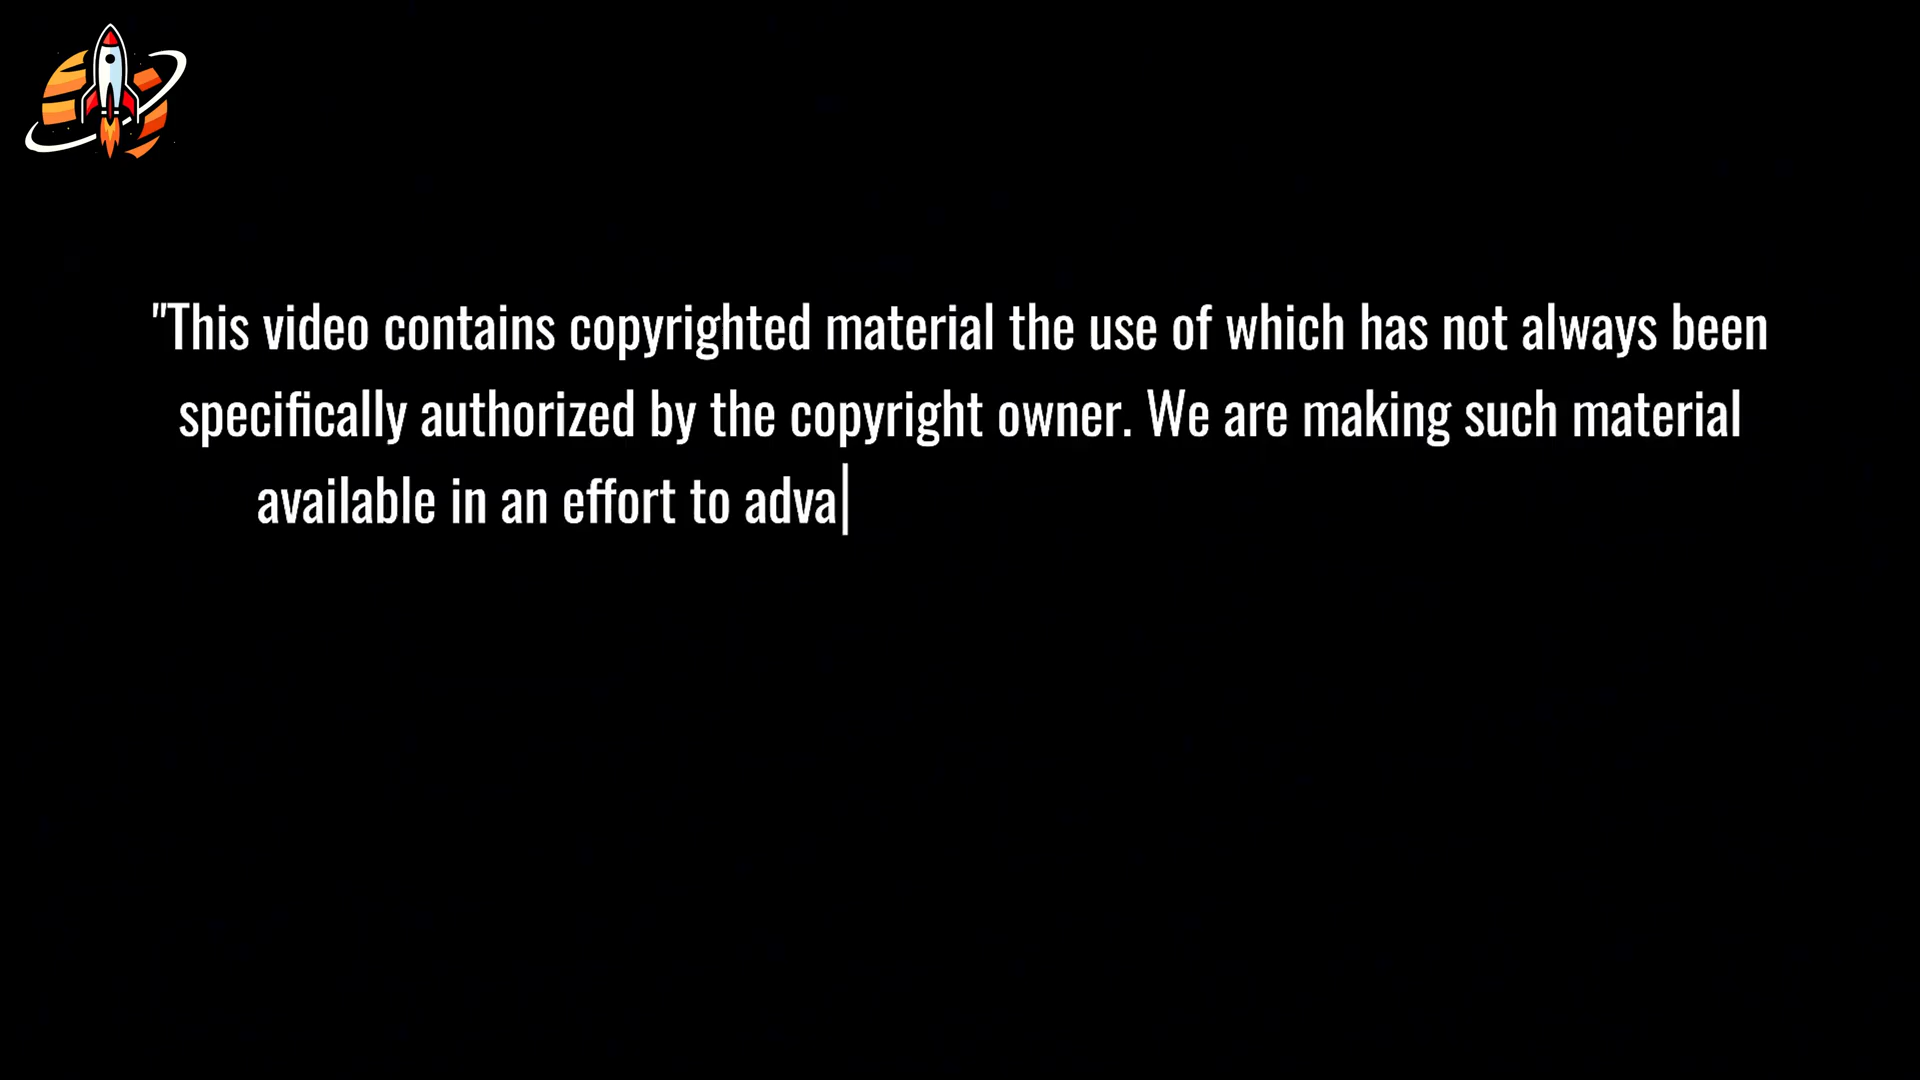 "This video contains copyrighted material the use of which has not always been
specifically authorized by the copyright owner. We are making such material
available in an effort to adva